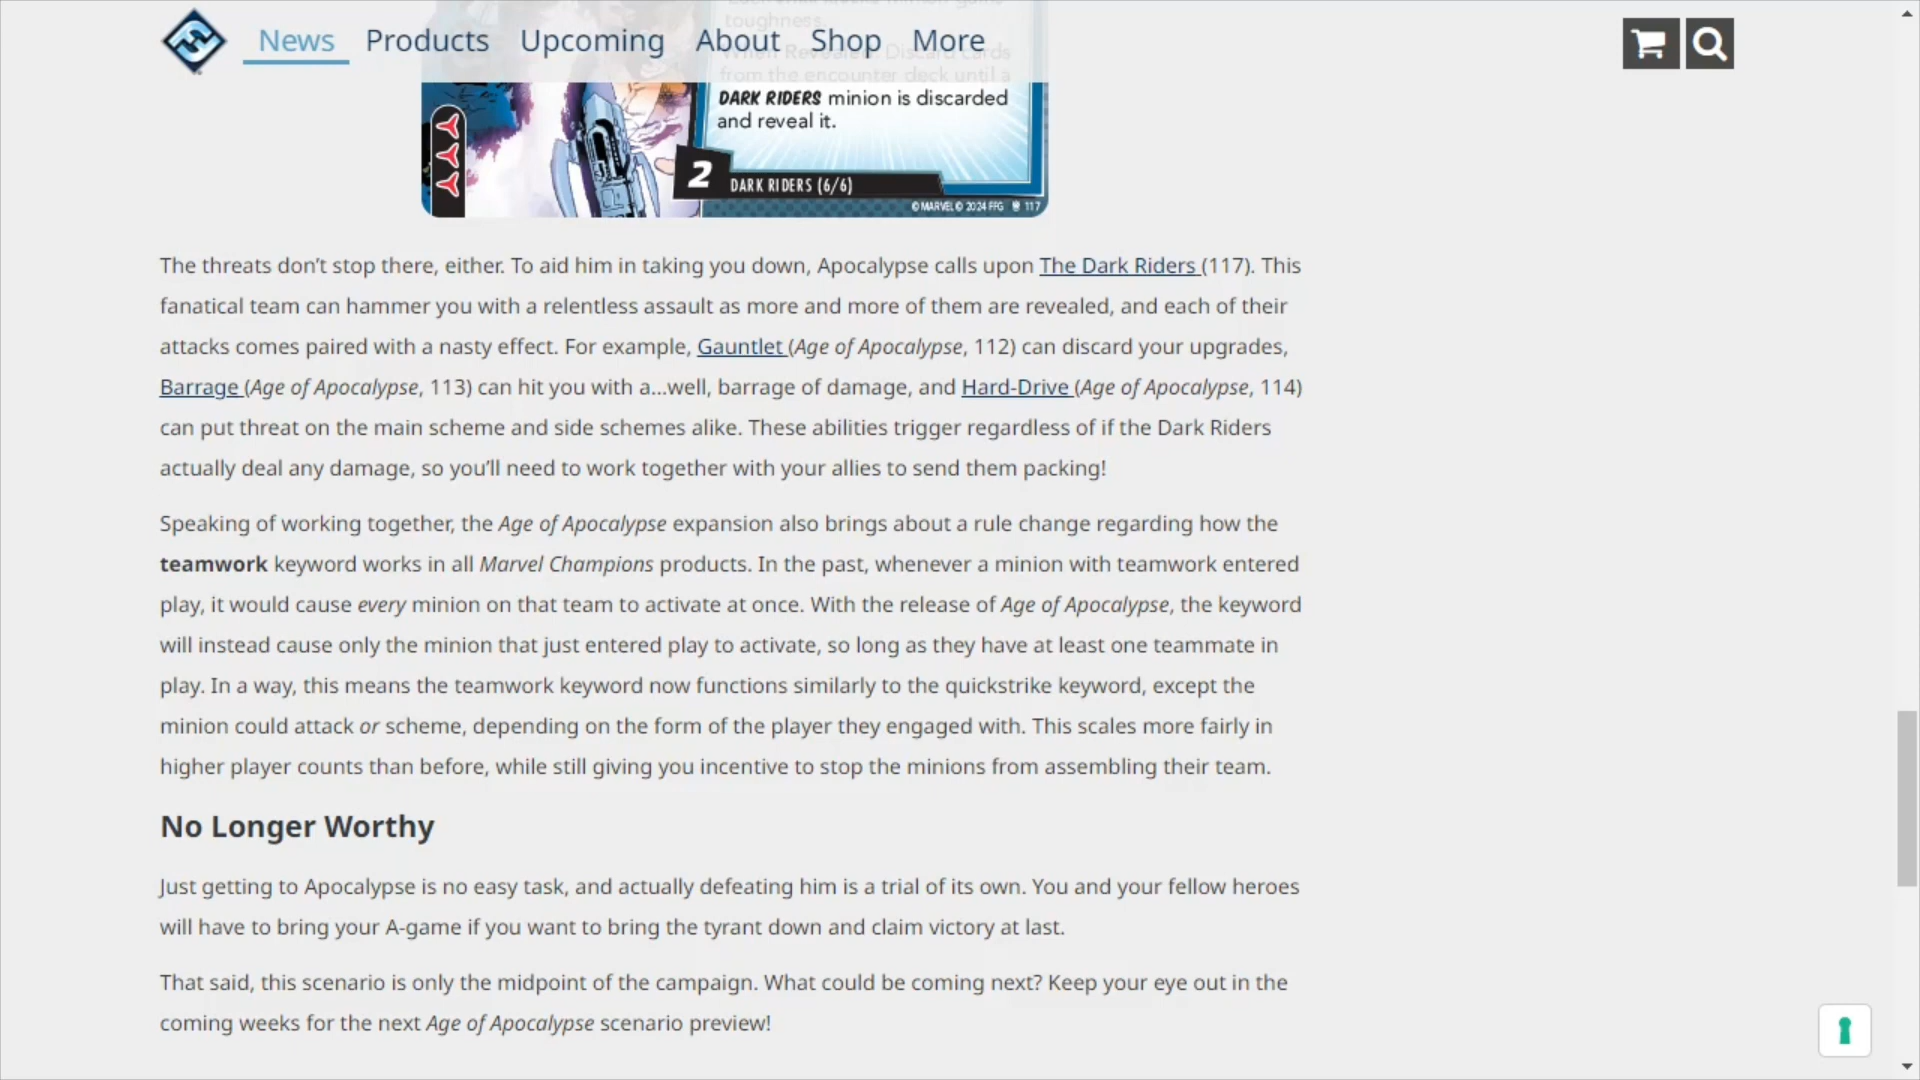 toughness.
News Products Upcoming About Shop More
When Revealed: Discard cards
from the encounter deck until a
DARK RIDERS minion is discarded
and reveal it.
2 DARK RIDERS (6/6)
© MARVEL © 2024 FFG 117
The threats don’t stop there, either. To aid him in taking you down, Apocalypse calls upon The Dark Riders (117). This
fanatical team can hammer you with a relentless assault as more and more of them are revealed, and each of their
attacks comes paired with a nasty effect. For example, Gauntlet (Age of Apocalypse, 112) can discard your upgrades,
Barrage (Age of Apocalypse, 113) can hit you with a...well, barrage of damage, and Hard-Drive (Age of Apocalypse, 114)
can put threat on the main scheme and side schemes alike. These abilities trigger regardless of if the Dark Riders
actually deal any damage, so you’ll need to work together with your allies to send them packing!
Speaking of working together, the Age of Apocalypse expansion also brings about a rule change regarding how the
teamwork keyword works in all Marvel Champions products. In the past, whenever a minion with teamwork entered
play, it would cause every minion on that team to activate at once. With the release of Age of Apocalypse, the keyword
will instead cause only the minion that just entered play to activate, so long as they have at least one teammate in
play. In a way, this means the teamwork keyword now functions similarly to the quickstrike keyword, except the
minion could attack or scheme, depending on the form of the player they engaged with. This scales more fairly in
higher player counts than before, while still giving you incentive to stop the minions from assembling their team.
No Longer Worthy
Just getting to Apocalypse is no easy task, and actually defeating him is a trial of its own. You and your fellow heroes
will have to bring your A-game if you want to bring the tyrant down and claim victory at last.
That said, this scenario is only the midpoint of the campaign. What could be coming next? Keep your eye out in the
coming weeks for the next Age of Apocalypse scenario preview!